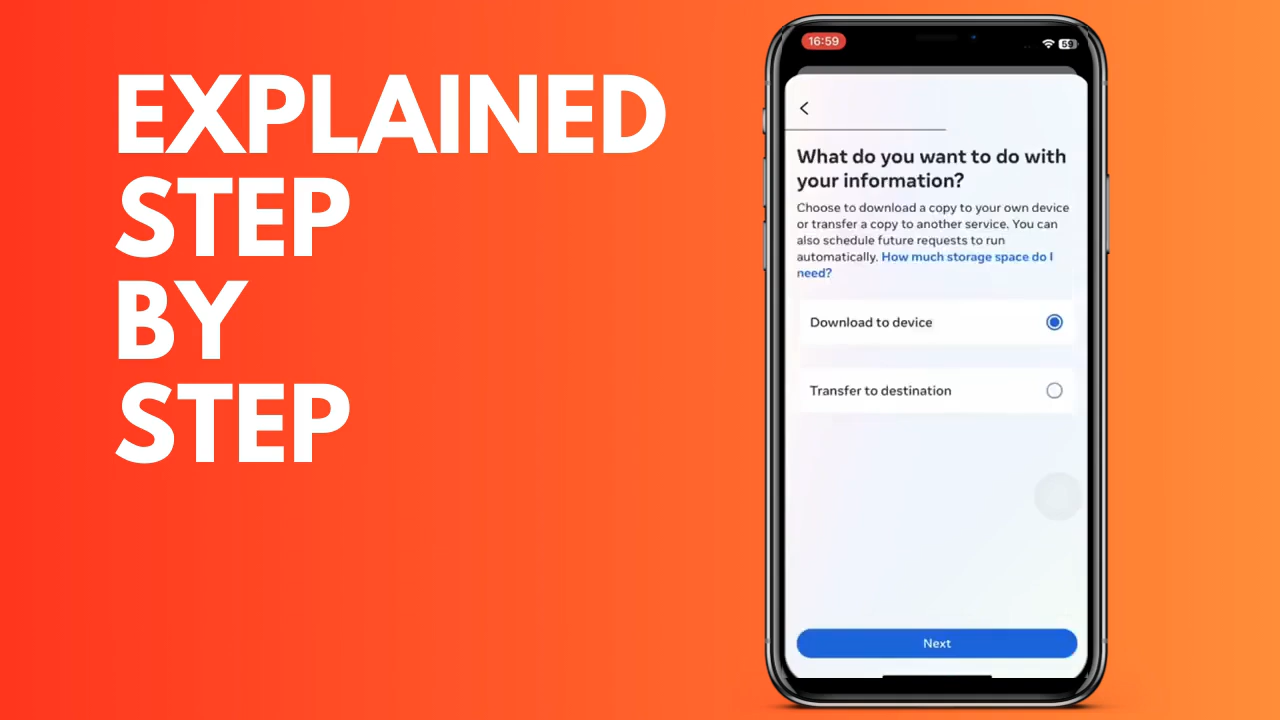 EXPLAINED
STEP
BY
STEP
16:59
59
What do you want to do with
your information?
Choose to download a copy to your own device
or transfer a copy to another service. You can
also schedule future requests to run
automatically. How much storage space do I
need?
Download to device
Transfer to destination
Next